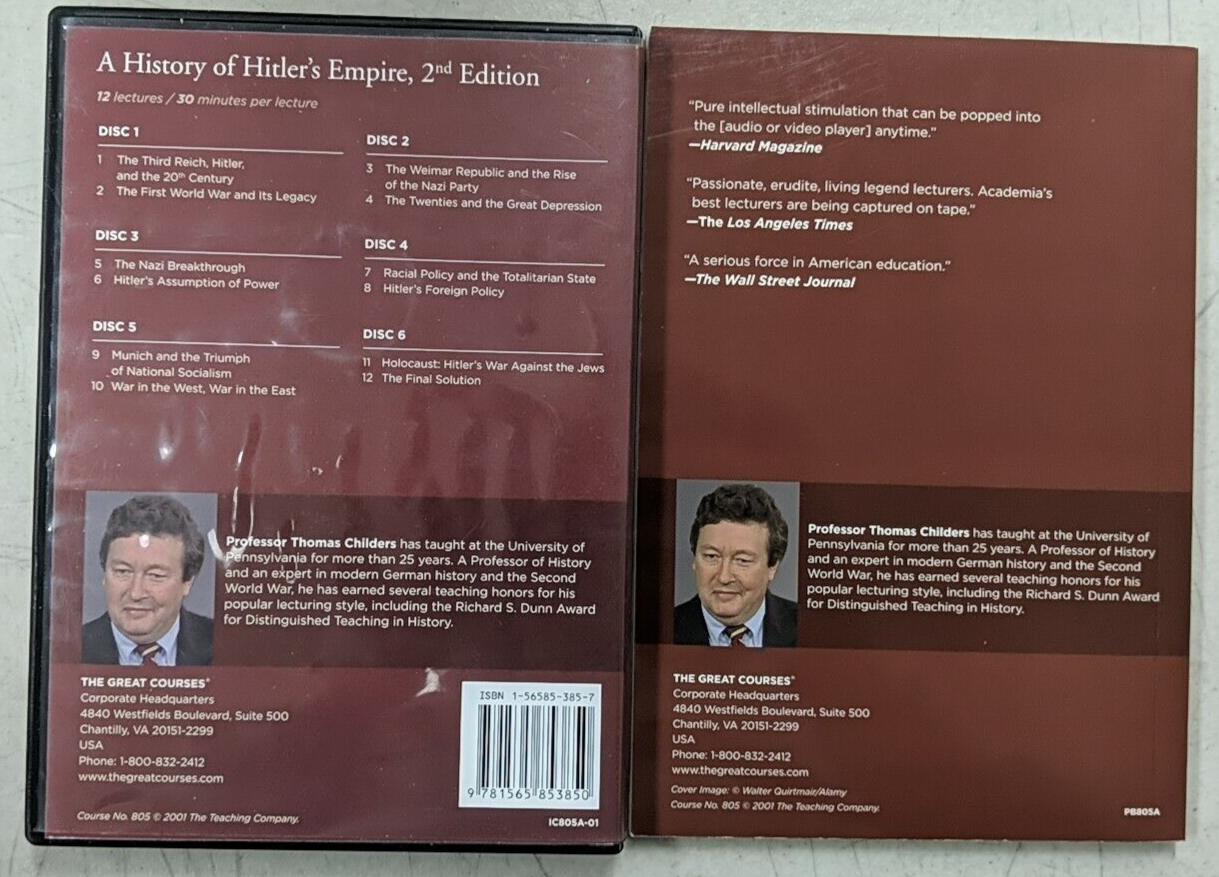 A History of Hitler's Empire, 2nd Edition
12 lectures / 30 minutes per lecture
DISC 1
1 The Third Reich, Hitler,
and the 20th Century
2 The First World War and Its Legacy
DISC 2
3 The Weimar Republic and the Rise
of the Nazi Party
4 The Twenties and the Great Depression
DISC 3
5 The Nazi Breakthrough
6 Hitler's Assumption of Power
DISC 4
7 Racial Policy and the Totalitarian State
8 Hitler's Foreign Policy
DISC 5
9 Munich and the Triumph
of National Socialism
10 War in the West, War in the East
DISC 6
11 Holocaust: Hitler's War Against the Jews
12 The Final Solution
Professor Thomas Childers has taught at the University of
Pennsylvania for more than 25 years. A Professor of History
and an expert in modern German history and the Second
World War, he has earned several teaching honors for his
popular lecturing style, including the Richard S. Dunn Award
for Distinguished Teaching in History.
THE GREAT COURSES®
Corporate Headquarters
4840 Westfields Boulevard, Suite 500
Chantilly, VA 20151-2299
USA
Phone: 1-800-832-2412
www.thegreatcourses.com
Course No. 805 © 2001 The Teaching Company.
ISBN 1-56585-385-7
9 781565 853850
IC805A-01
"Pure intellectual stimulation that can be popped into
the [audio or video player] anytime."
—Harvard Magazine
"Passionate, erudite, living legend lecturers. Academia's
best lecturers are being captured on tape."
—The Los Angeles Times
"A serious force in American education."
—The Wall Street Journal
Professor Thomas Childers has taught at the University of
Pennsylvania for more than 25 years. A Professor of History
and an expert in modern German history and the Second
World War, he has earned several teaching honors for his
popular lecturing style, including the Richard S. Dunn Award
for Distinguished Teaching in History.
THE GREAT COURSES®
Corporate Headquarters
4840 Westfields Boulevard, Suite 500
Chantilly, VA 20151-2299
USA
Phone: 1-800-832-2412
www.thegreatcourses.com
Cover Image: © Walter Quirtmair/Alamy
Course No. 805 © 2001 The Teaching Company.
PB805A